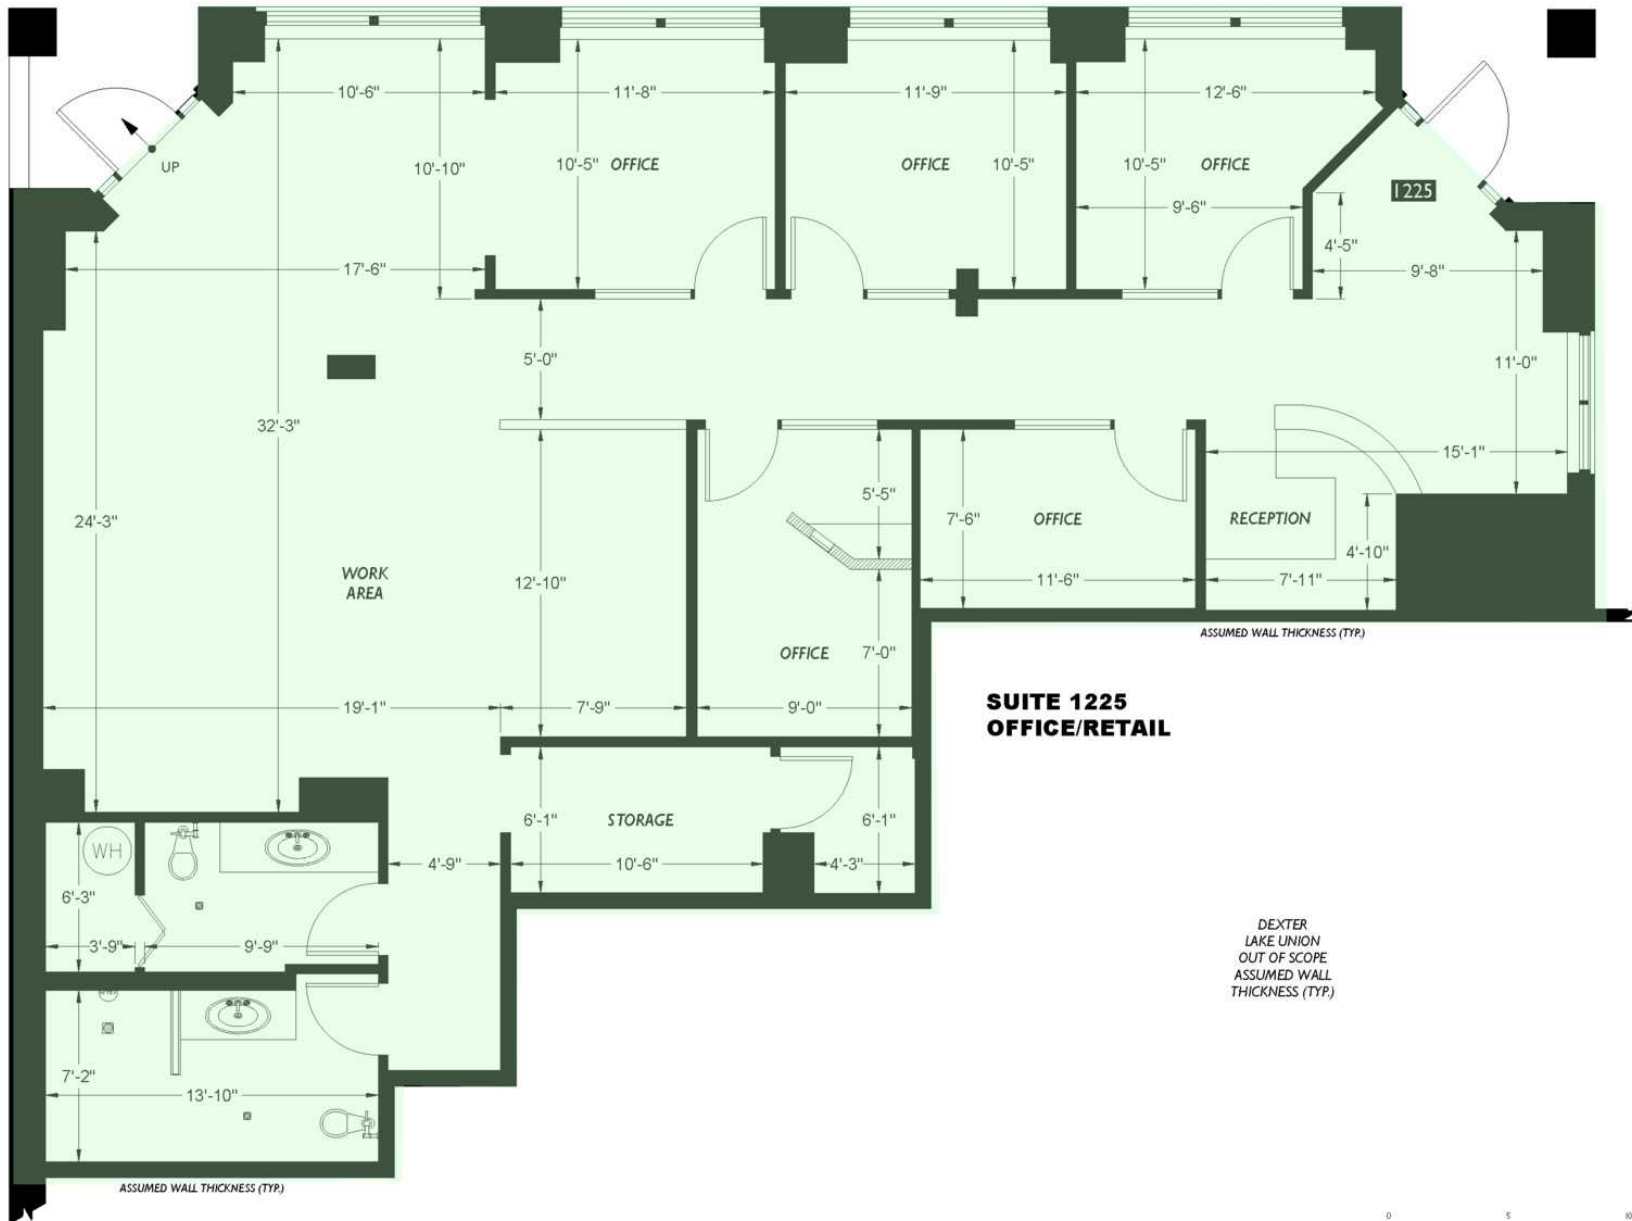 10'-6"
11'-8"
11'-9"
12'-6"
UP
10'-10"
10'-5"
OFFICE
OFFICE
10'-5"
10'-5"
OFFICE
1225
9'-6"
4'-5"
17'-6"
9'-8"
5'-0"
11'-0"
32'-3"
15'-1"
5'-5"
24'-3"
7'-6"
OFFICE
RECEPTION
4'-10"
WORK
AREA
12'-10"
11'-6"
7'-11"
ASSUMED WALL THICKNESS (TYP.)
OFFICE
7'-0"
19'-1"
7'-9"
9'-0"
SUITE 1225
OFFICE/RETAIL
6'-1"
STORAGE
6'-1"
WH
4'-9"
10'-6"
4'-3"
6'-3"
3'-9"
9'-9"
DEXTER
LAKE UNION
OUT OF SCOPE
ASSUMED WALL
THICKNESS (TYP.)
7'-2"
13'-10"
ASSUMED WALL THICKNESS (TYP.)
0 5 10